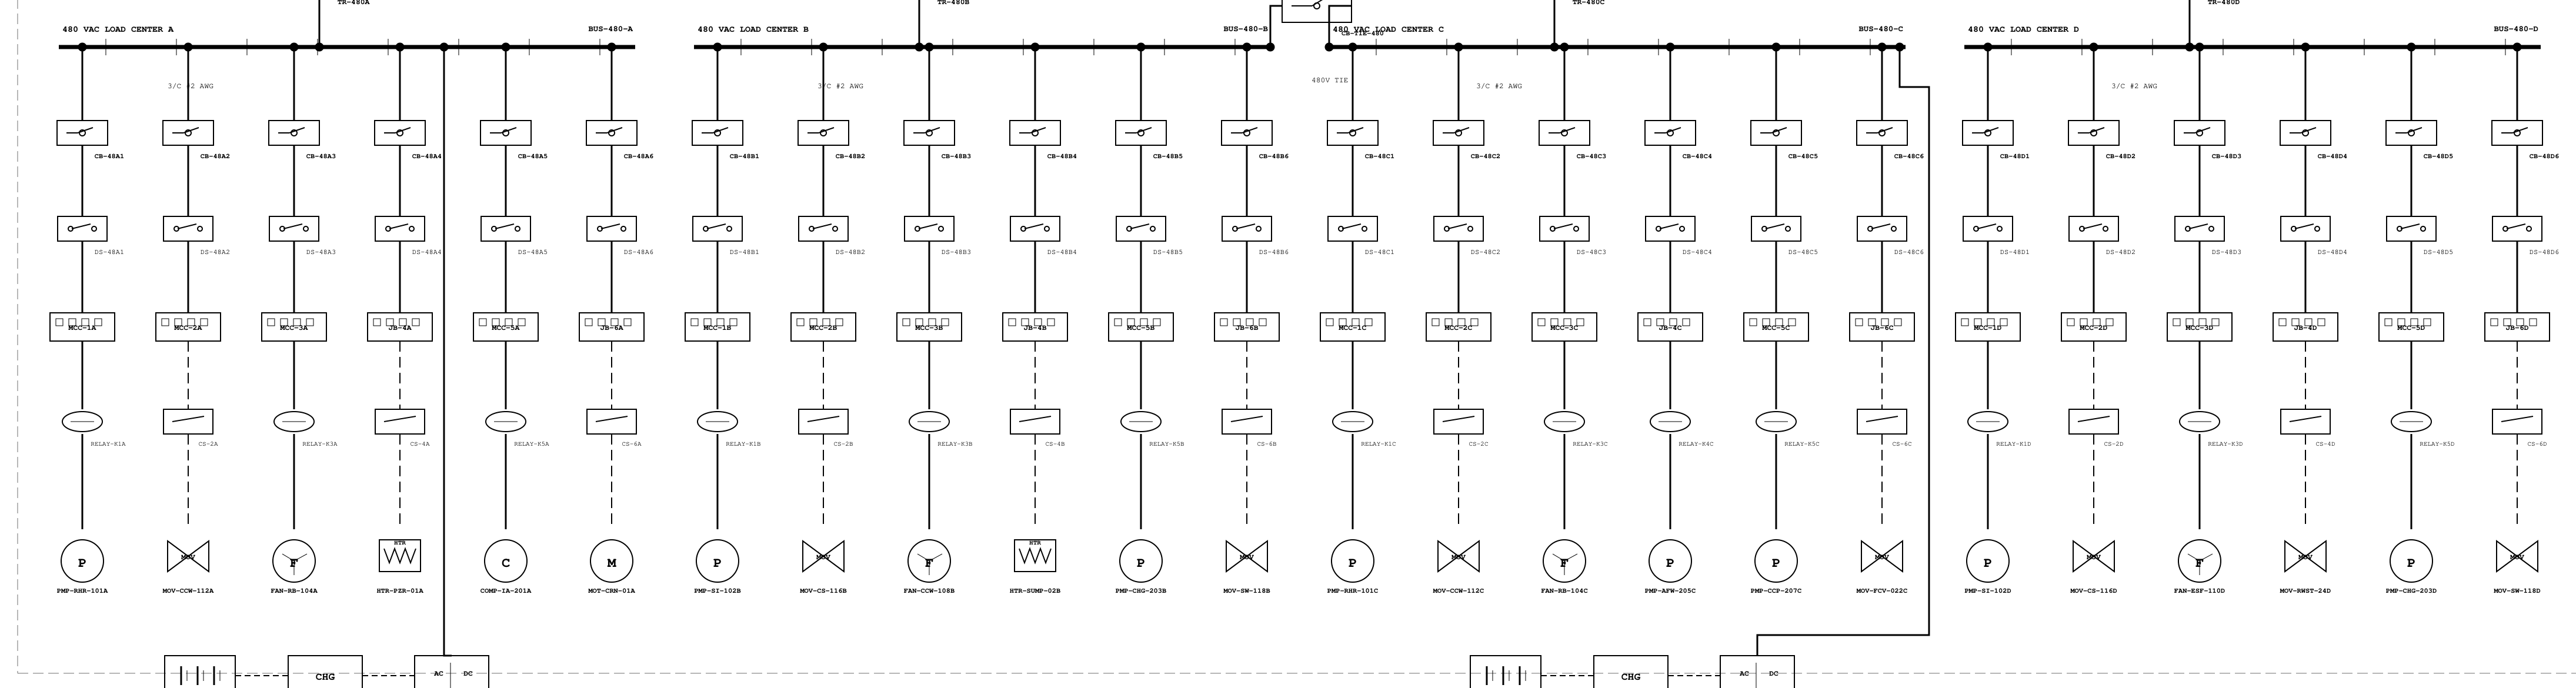 TR-480A TR-480B TR-480C TR-480D
480 VAC LOAD CENTER A BUS-480-A 480 VAC LOAD CENTER B BUS-480-B 480 VAC LOAD CENTER C BUS-480-C 480 VAC LOAD CENTER D BUS-480-D
CB-TIE-480
480V TIE
3/C #2 AWG 3/C #2 AWG 3/C #2 AWG 3/C #2 AWG
CB-48A1 CB-48A2 CB-48A3 CB-48A4 CB-48A5 CB-48A6 CB-48B1 CB-48B2 CB-48B3 CB-48B4 CB-48B5 CB-48B6 CB-48C1 CB-48C2 CB-48C3 CB-48C4 CB-48C5 CB-48C6 CB-48D1 CB-48D2 CB-48D3 CB-48D4 CB-48D5 CB-48D6
DS-48A1 DS-48A2 DS-48A3 DS-48A4 DS-48A5 DS-48A6 DS-48B1 DS-48B2 DS-48B3 DS-48B4 DS-48B5 DS-48B6 DS-48C1 DS-48C2 DS-48C3 DS-48C4 DS-48C5 DS-48C6 DS-48D1 DS-48D2 DS-48D3 DS-48D4 DS-48D5 DS-48D6
MCC-1A MCC-2A MCC-3A JB-4A MCC-5A JB-6A MCC-1B MCC-2B MCC-3B JB-4B MCC-5B JB-6B MCC-1C MCC-2C MCC-3C JB-4C MCC-5C JB-6C MCC-1D MCC-2D MCC-3D JB-4D MCC-5D JB-6D
RELAY-K1A CS-2A RELAY-K3A CS-4A RELAY-K5A CS-6A RELAY-K1B CS-2B RELAY-K3B CS-4B RELAY-K5B CS-6B RELAY-K1C CS-2C RELAY-K3C RELAY-K4C RELAY-K5C CS-6C RELAY-K1D CS-2D RELAY-K3D CS-4D RELAY-K5D CS-6D
P MOV F HTR C M P MOV F HTR P MOV P MOV F P P MOV P MOV F MOV P MOV
PMP-RHR-101A MOV-CCW-112A FAN-RB-104A HTR-PZR-01A COMP-IA-201A MOT-CRN-01A PMP-SI-102B MOV-CS-116B FAN-CCW-108B HTR-SUMP-02B PMP-CHG-203B MOV-SW-118B PMP-RHR-101C MOV-CCW-112C FAN-RB-104C PMP-AFW-205C PMP-CCP-207C MOV-FCV-022C PMP-SI-102D MOV-CS-116D FAN-ESF-110D MOV-RWST-24D PMP-CHG-203D MOV-SW-118D
CHG AC DC CHG AC DC